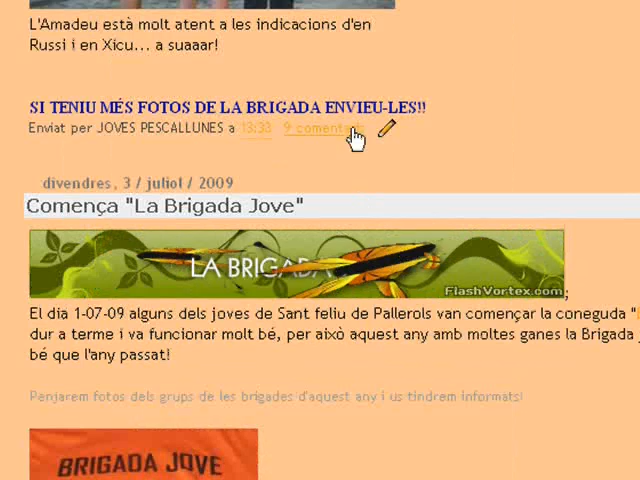 L'Amadeu està molt atent a les indicacions d'en
Russi i en Xicu... a suaaar!
SI TENIU MÉS FOTOS DE LA BRIGADA ENVIEU-LES!!
Enviat per JOVES PESCALLUNES a 13:33 9 comentaris
divendres, 3 / juliol / 2009
Comença "La Brigada Jove"
LA BRIGADA
FlashVortex.com
;
El dia 1-07-09 alguns dels joves de Sant feliu de Pallerols van començar la coneguda "
dur a terme i va funcionar molt bé, per això aquest any amb moltes ganes la Brigada
bé que l'any passat!
Penjarem fotos dels grups de les brigades d'aquest any i us tindrem informats!
BRIGADA JOVE